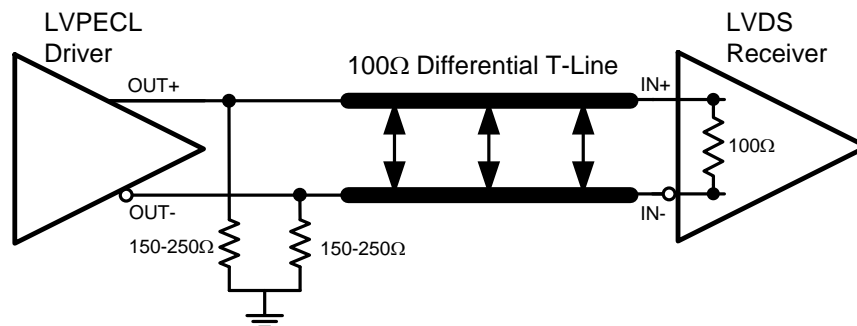 LVPECL
Driver
LVDS
Receiver
OUT+
100Ω Differential T-Line
IN+
100Ω
OUT-
IN-
150-250Ω
150-250Ω